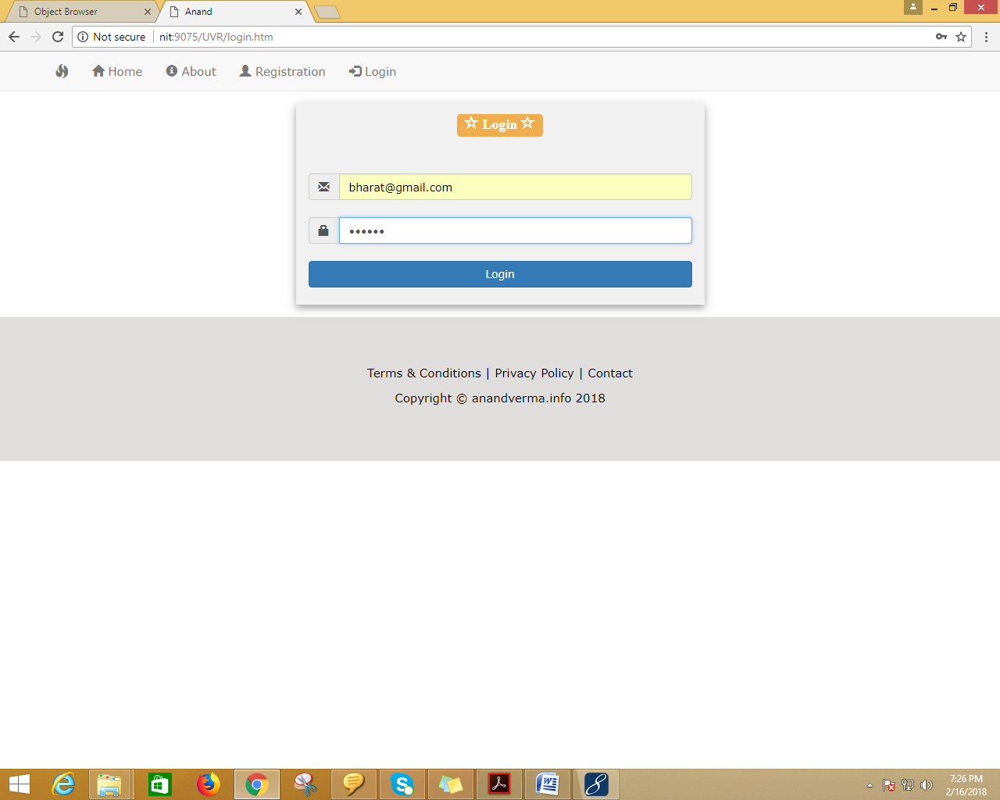 Object Browser
Anand
Not secure nit:9075/UVR/login.htm
Home About Registration Login
☆ Login ☆
bharat@gmail.com
••••••
Login
Terms & Conditions | Privacy Policy | Contact
Copyright © anandverma.info 2018
7:26 PM
2/16/2018